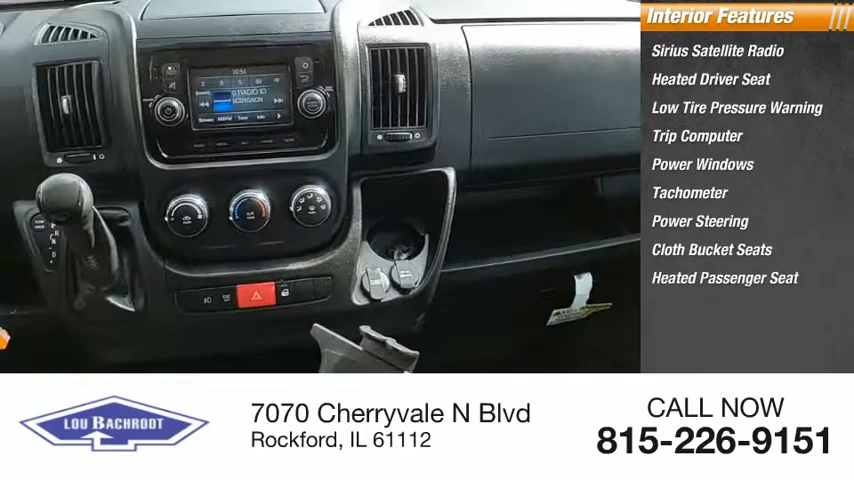 Interior Features
Sirius Satellite Radio
Heated Driver Seat
Low Tire Pressure Warning
Trip Computer
Power Windows
Tachometer
Power Steering
Cloth Bucket Seats
Heated Passenger Seat
RADIO ID
LOU BACHRODT
7070 Cherryvale N Blvd
Rockford, IL 61112
CALL NOW
815-226-9151